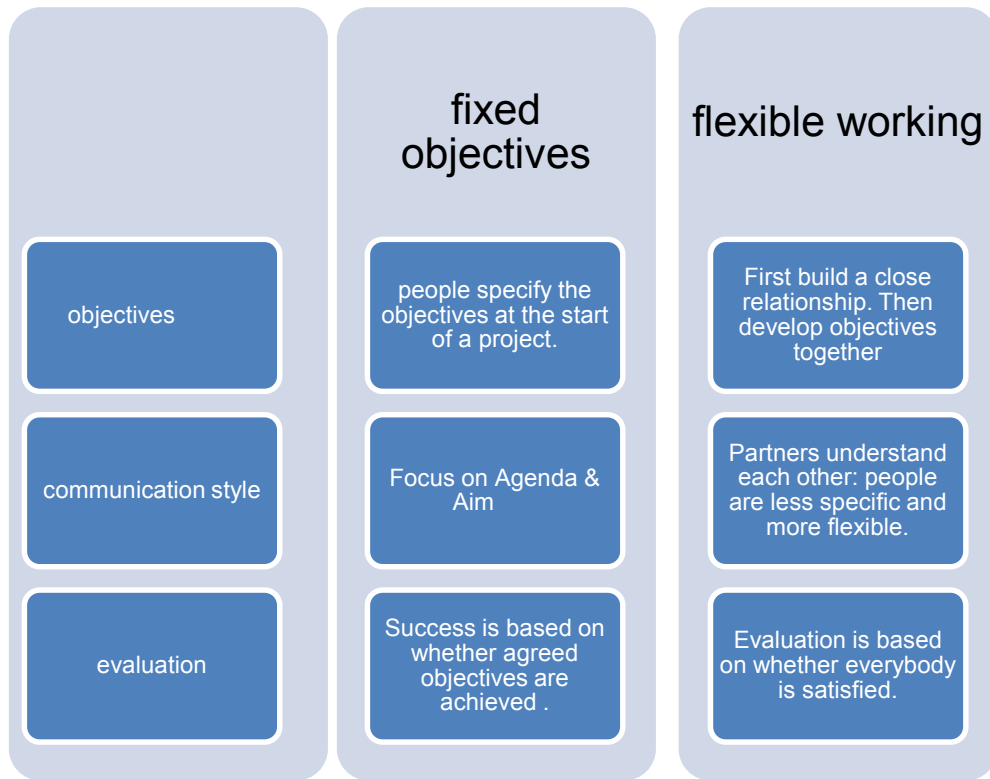 fixed
objectives
flexible working
objectives
people specify the
objectives at the start
of a project.
First build a close
relationship. Then
develop objectives
together
communication style
Focus on Agenda &
Aim
Partners understand
each other: people
are less specific and
more flexible.
evaluation
Success is based on
whether agreed
objectives are
achieved .
Evaluation is based
on whether everybody
is satisfied.